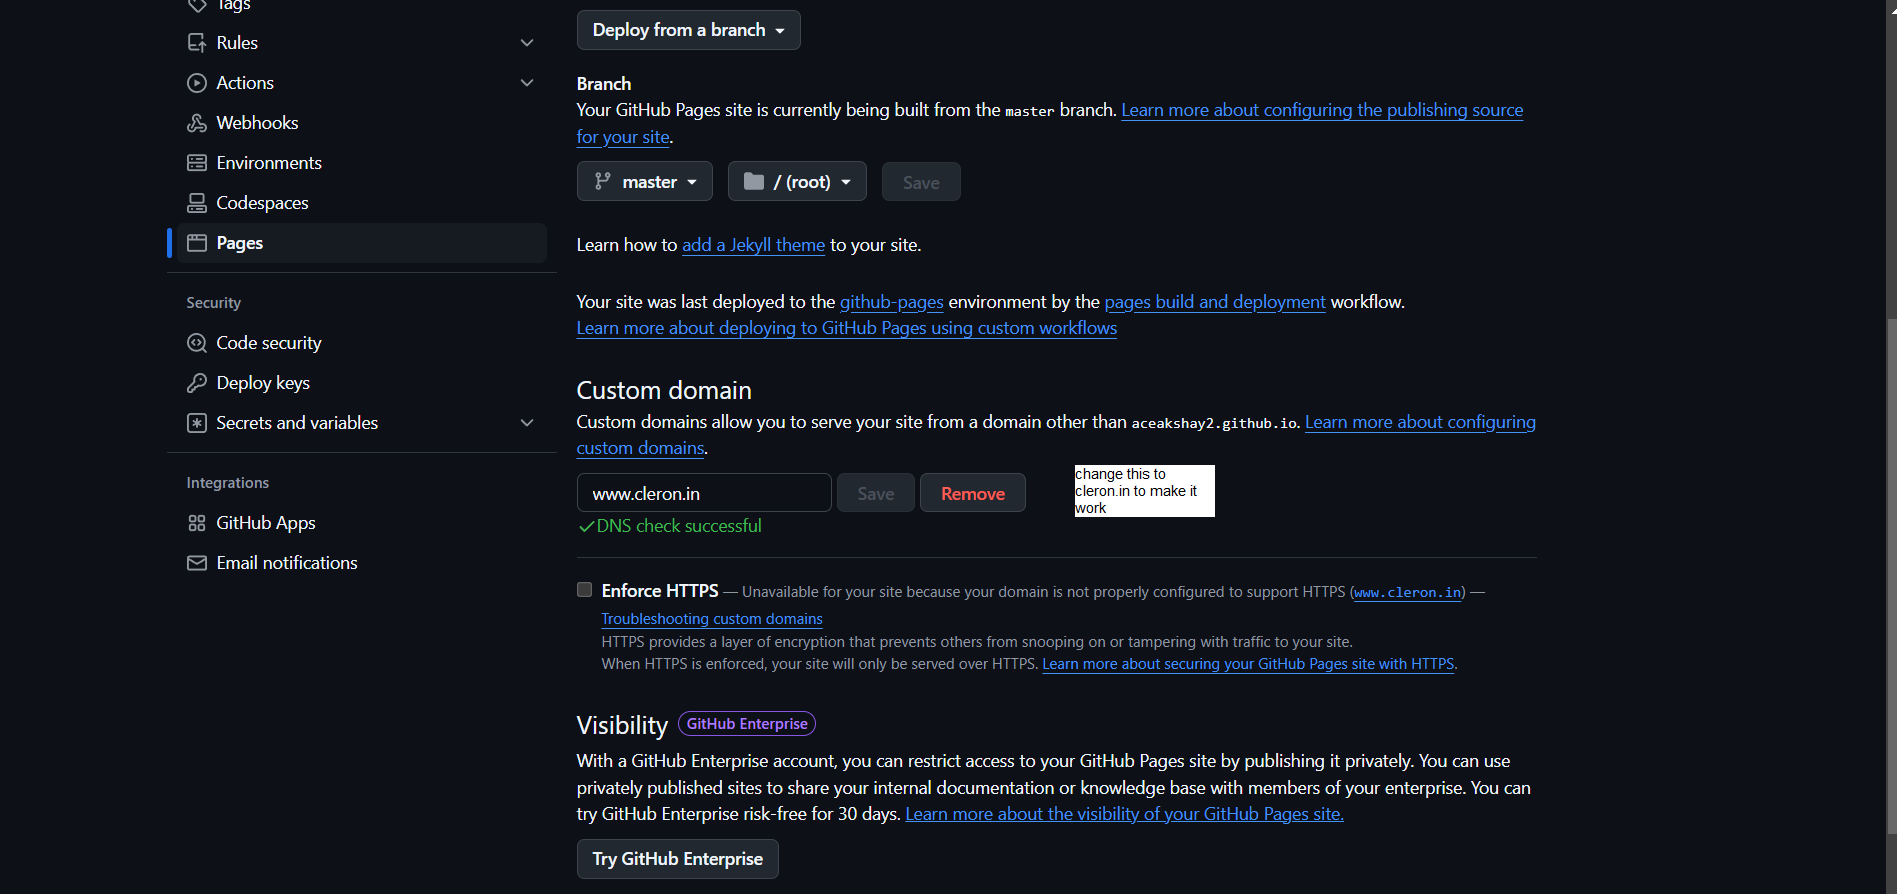 Tags
Rules
Actions
Webhooks
Environments
Codespaces
Pages
Security
Code security
Deploy keys
Secrets and variables
Integrations
GitHub Apps
Email notifications
Deploy from a branch
Branch
Your GitHub Pages site is currently being built from the master branch. Learn more about configuring the publishing source
for your site.
master
/ (root)
Save
Learn how to add a Jekyll theme to your site.
Your site was last deployed to the github-pages environment by the pages build and deployment workflow.
Learn more about deploying to GitHub Pages using custom workflows
Custom domain
Custom domains allow you to serve your site from a domain other than aceakshay2.github.io. Learn more about configuring
custom domains.
www.cleron.in
Save
Remove
change this to
cleron.in to make it
work
DNS check successful
Enforce HTTPS — Unavailable for your site because your domain is not properly configured to support HTTPS (www.cleron.in) —
Troubleshooting custom domains
HTTPS provides a layer of encryption that prevents others from snooping on or tampering with traffic to your site.
When HTTPS is enforced, your site will only be served over HTTPS. Learn more about securing your GitHub Pages site with HTTPS.
Visibility GitHub Enterprise
With a GitHub Enterprise account, you can restrict access to your GitHub Pages site by publishing it privately. You can use
privately published sites to share your internal documentation or knowledge base with members of your enterprise. You can
try GitHub Enterprise risk-free for 30 days. Learn more about the visibility of your GitHub Pages site.
Try GitHub Enterprise